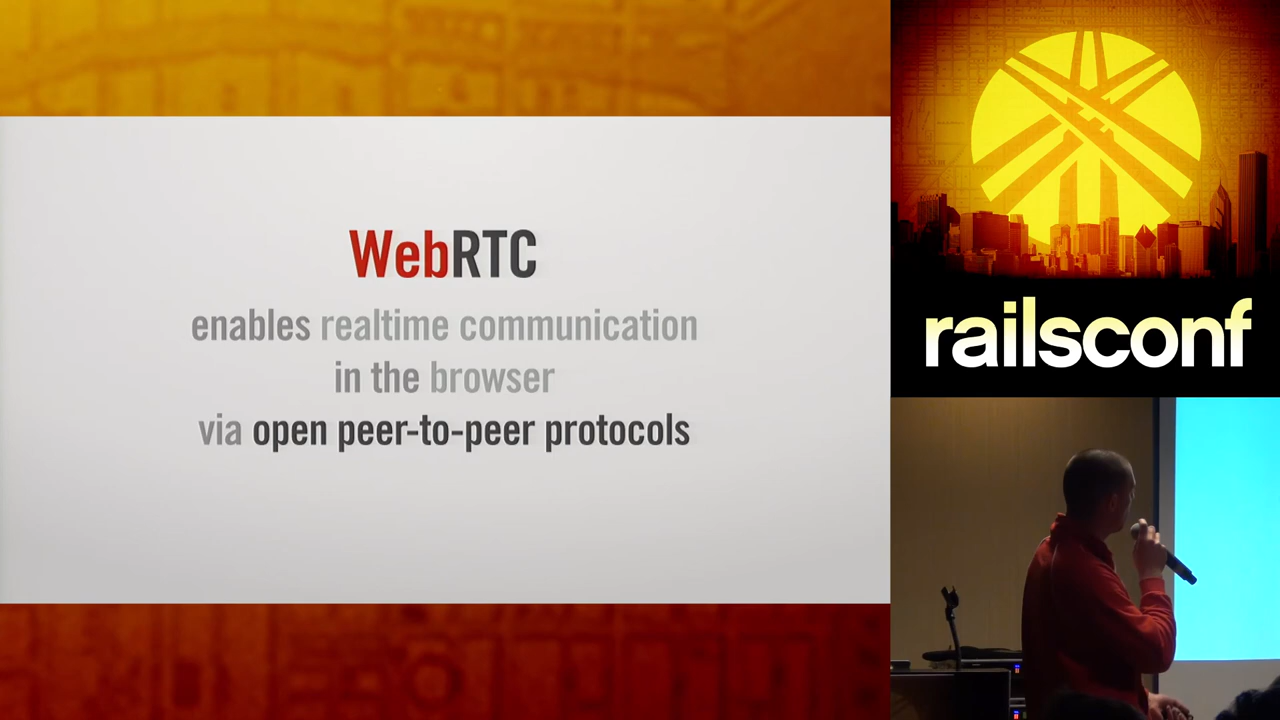 WebRTC
enables realtime communication
in the browser
via open peer-to-peer protocols
railsconf